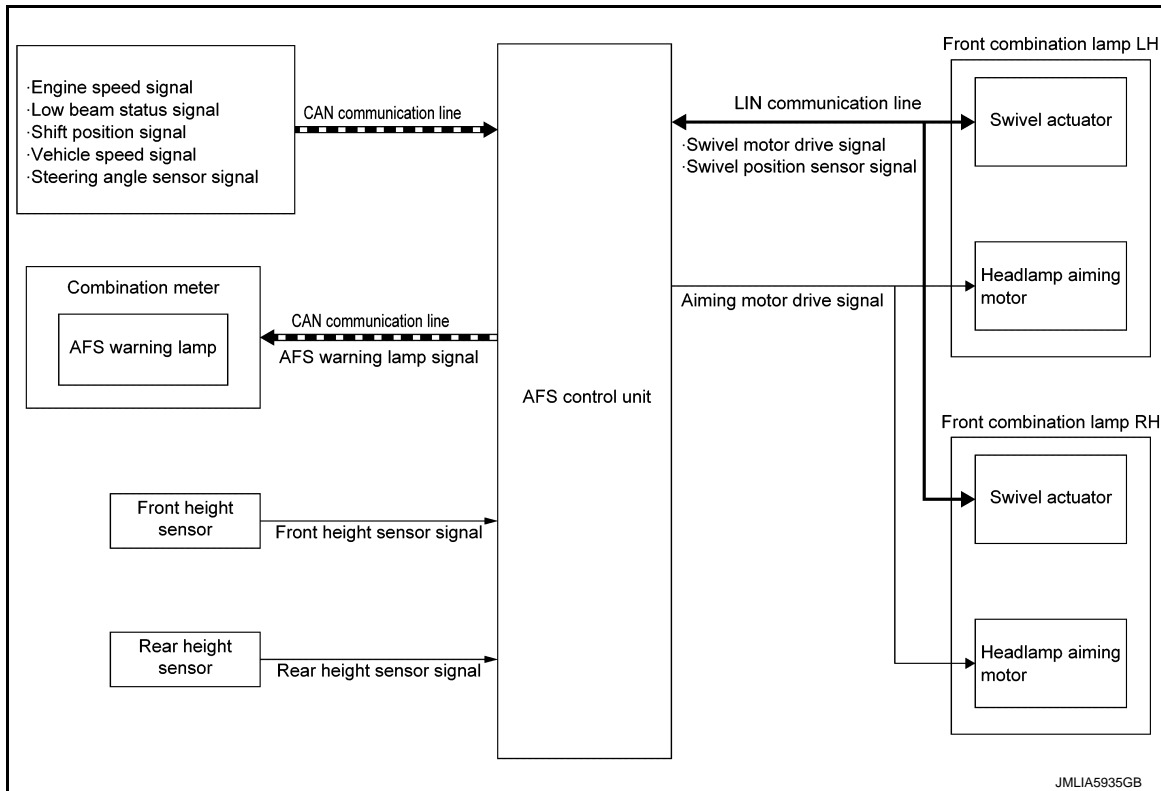 ·Engine speed signal
·Low beam status signal
·Shift position signal
·Vehicle speed signal
·Steering angle sensor signal
CAN communication line
Combination meter
AFS warning lamp
CAN communication line
AFS warning lamp signal
Front height
sensor
Front height sensor signal
Rear height
sensor
Rear height sensor signal
AFS control unit
LIN communication line
·Swivel motor drive signal
·Swivel position sensor signal
Aiming motor drive signal
Front combination lamp LH
Swivel actuator
Headlamp aiming
motor
Front combination lamp RH
Swivel actuator
Headlamp aiming
motor
JMLIA5935GB